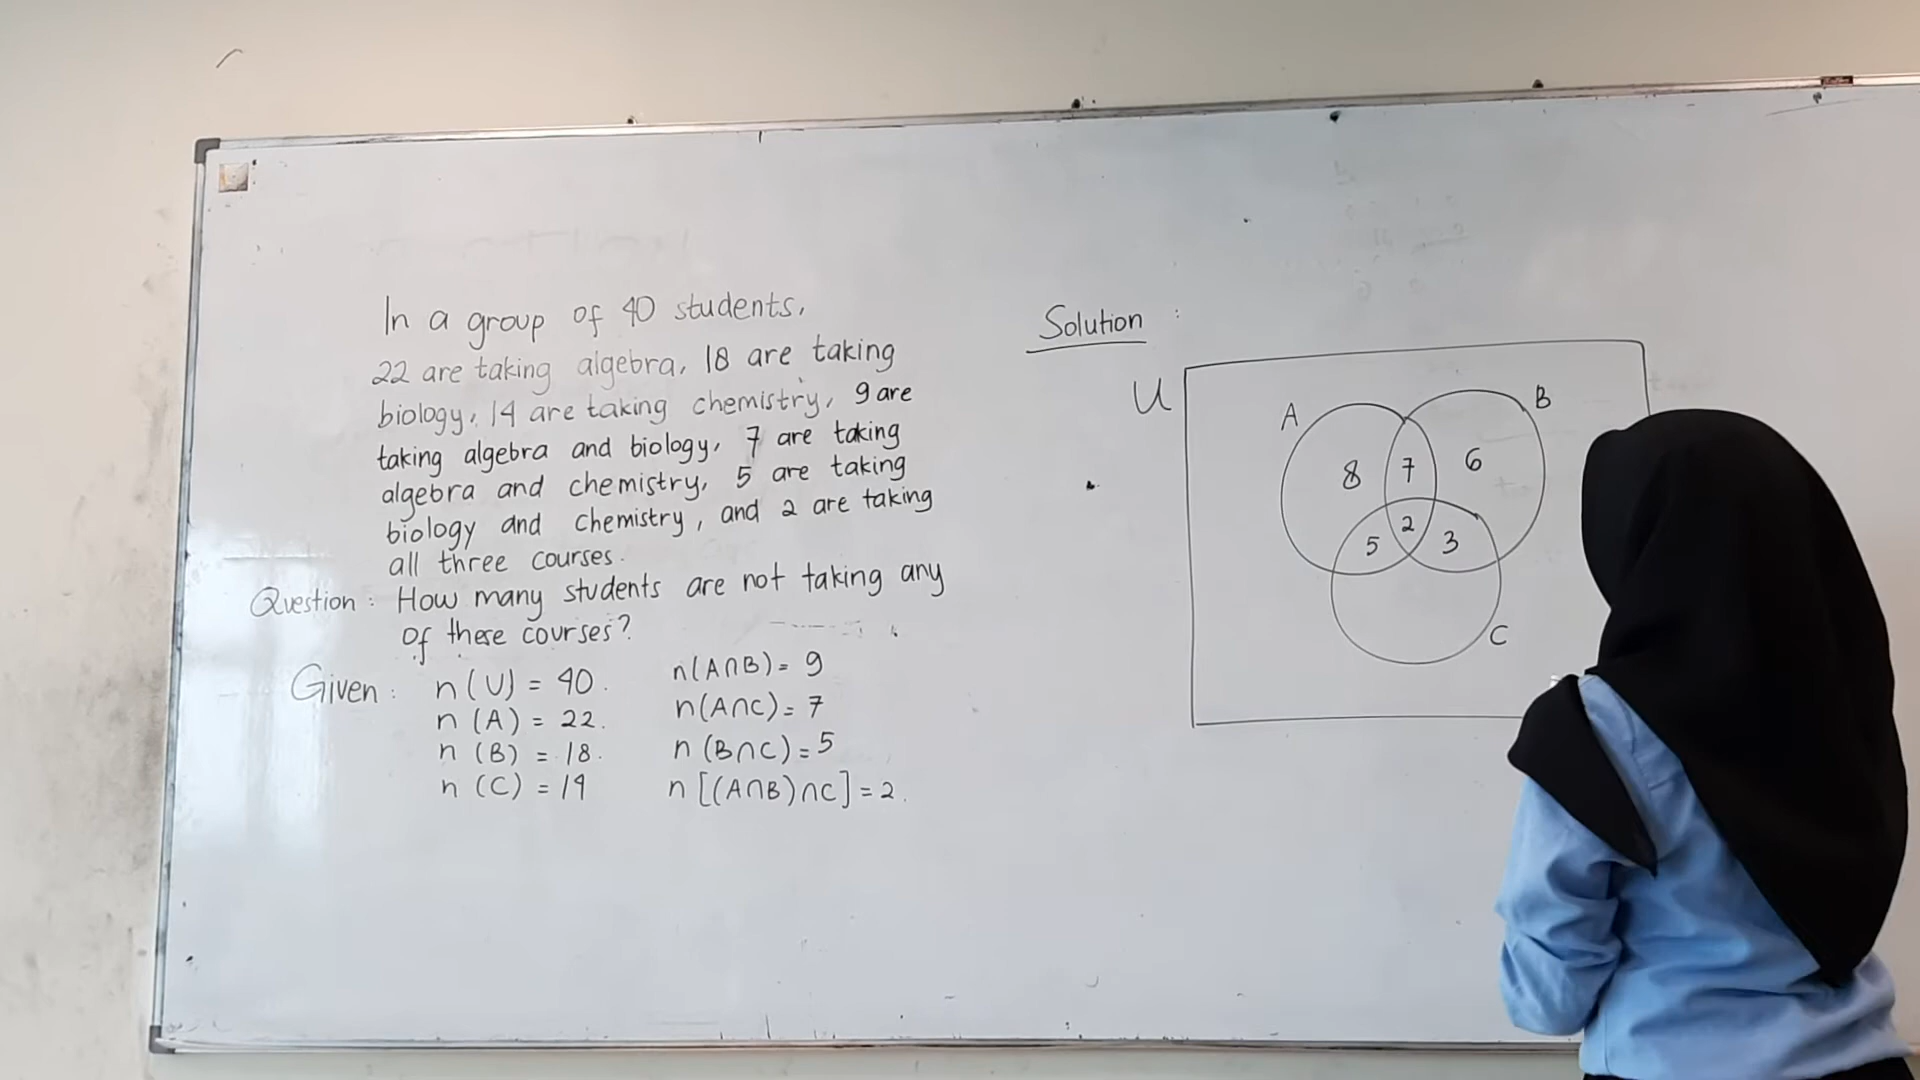 In a group of 40 students,
22 are taking algebra, 18 are taking
biology, 14 are taking chemistry, 9 are
taking algebra and biology, 7 are taking
algebra and chemistry, 5 are taking
biology and chemistry, and 2 are taking
all three courses.
Question: How many students are not taking any
of these courses?
Given: n(U) = 40.
n(A) = 22.
n(B) = 18.
n(C) = 14
n(A∩B) = 9
n(A∩C) = 7
n(B∩C) = 5
n[(A∩B)∩C] = 2.
Solution :
U
A
B
8 7 6
5 2 3
C